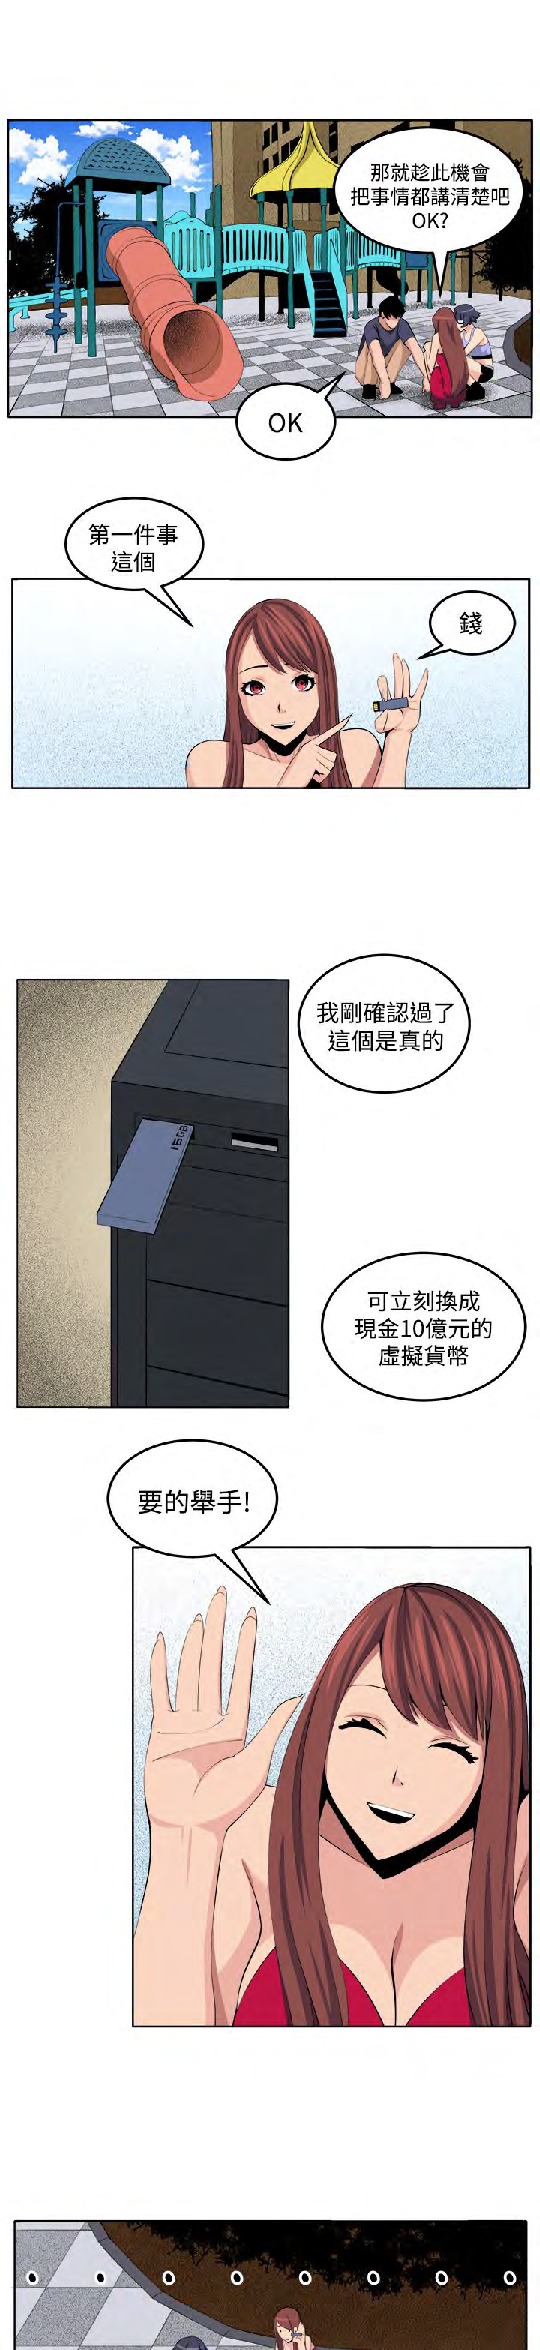 那就趁此機會
把事情都講清楚吧
OK?
OK
第一件事
這個
錢
我剛確認過了
這個是真的
16GB
可立刻換成
現金10億元的
虛擬貨幣
要的舉手!